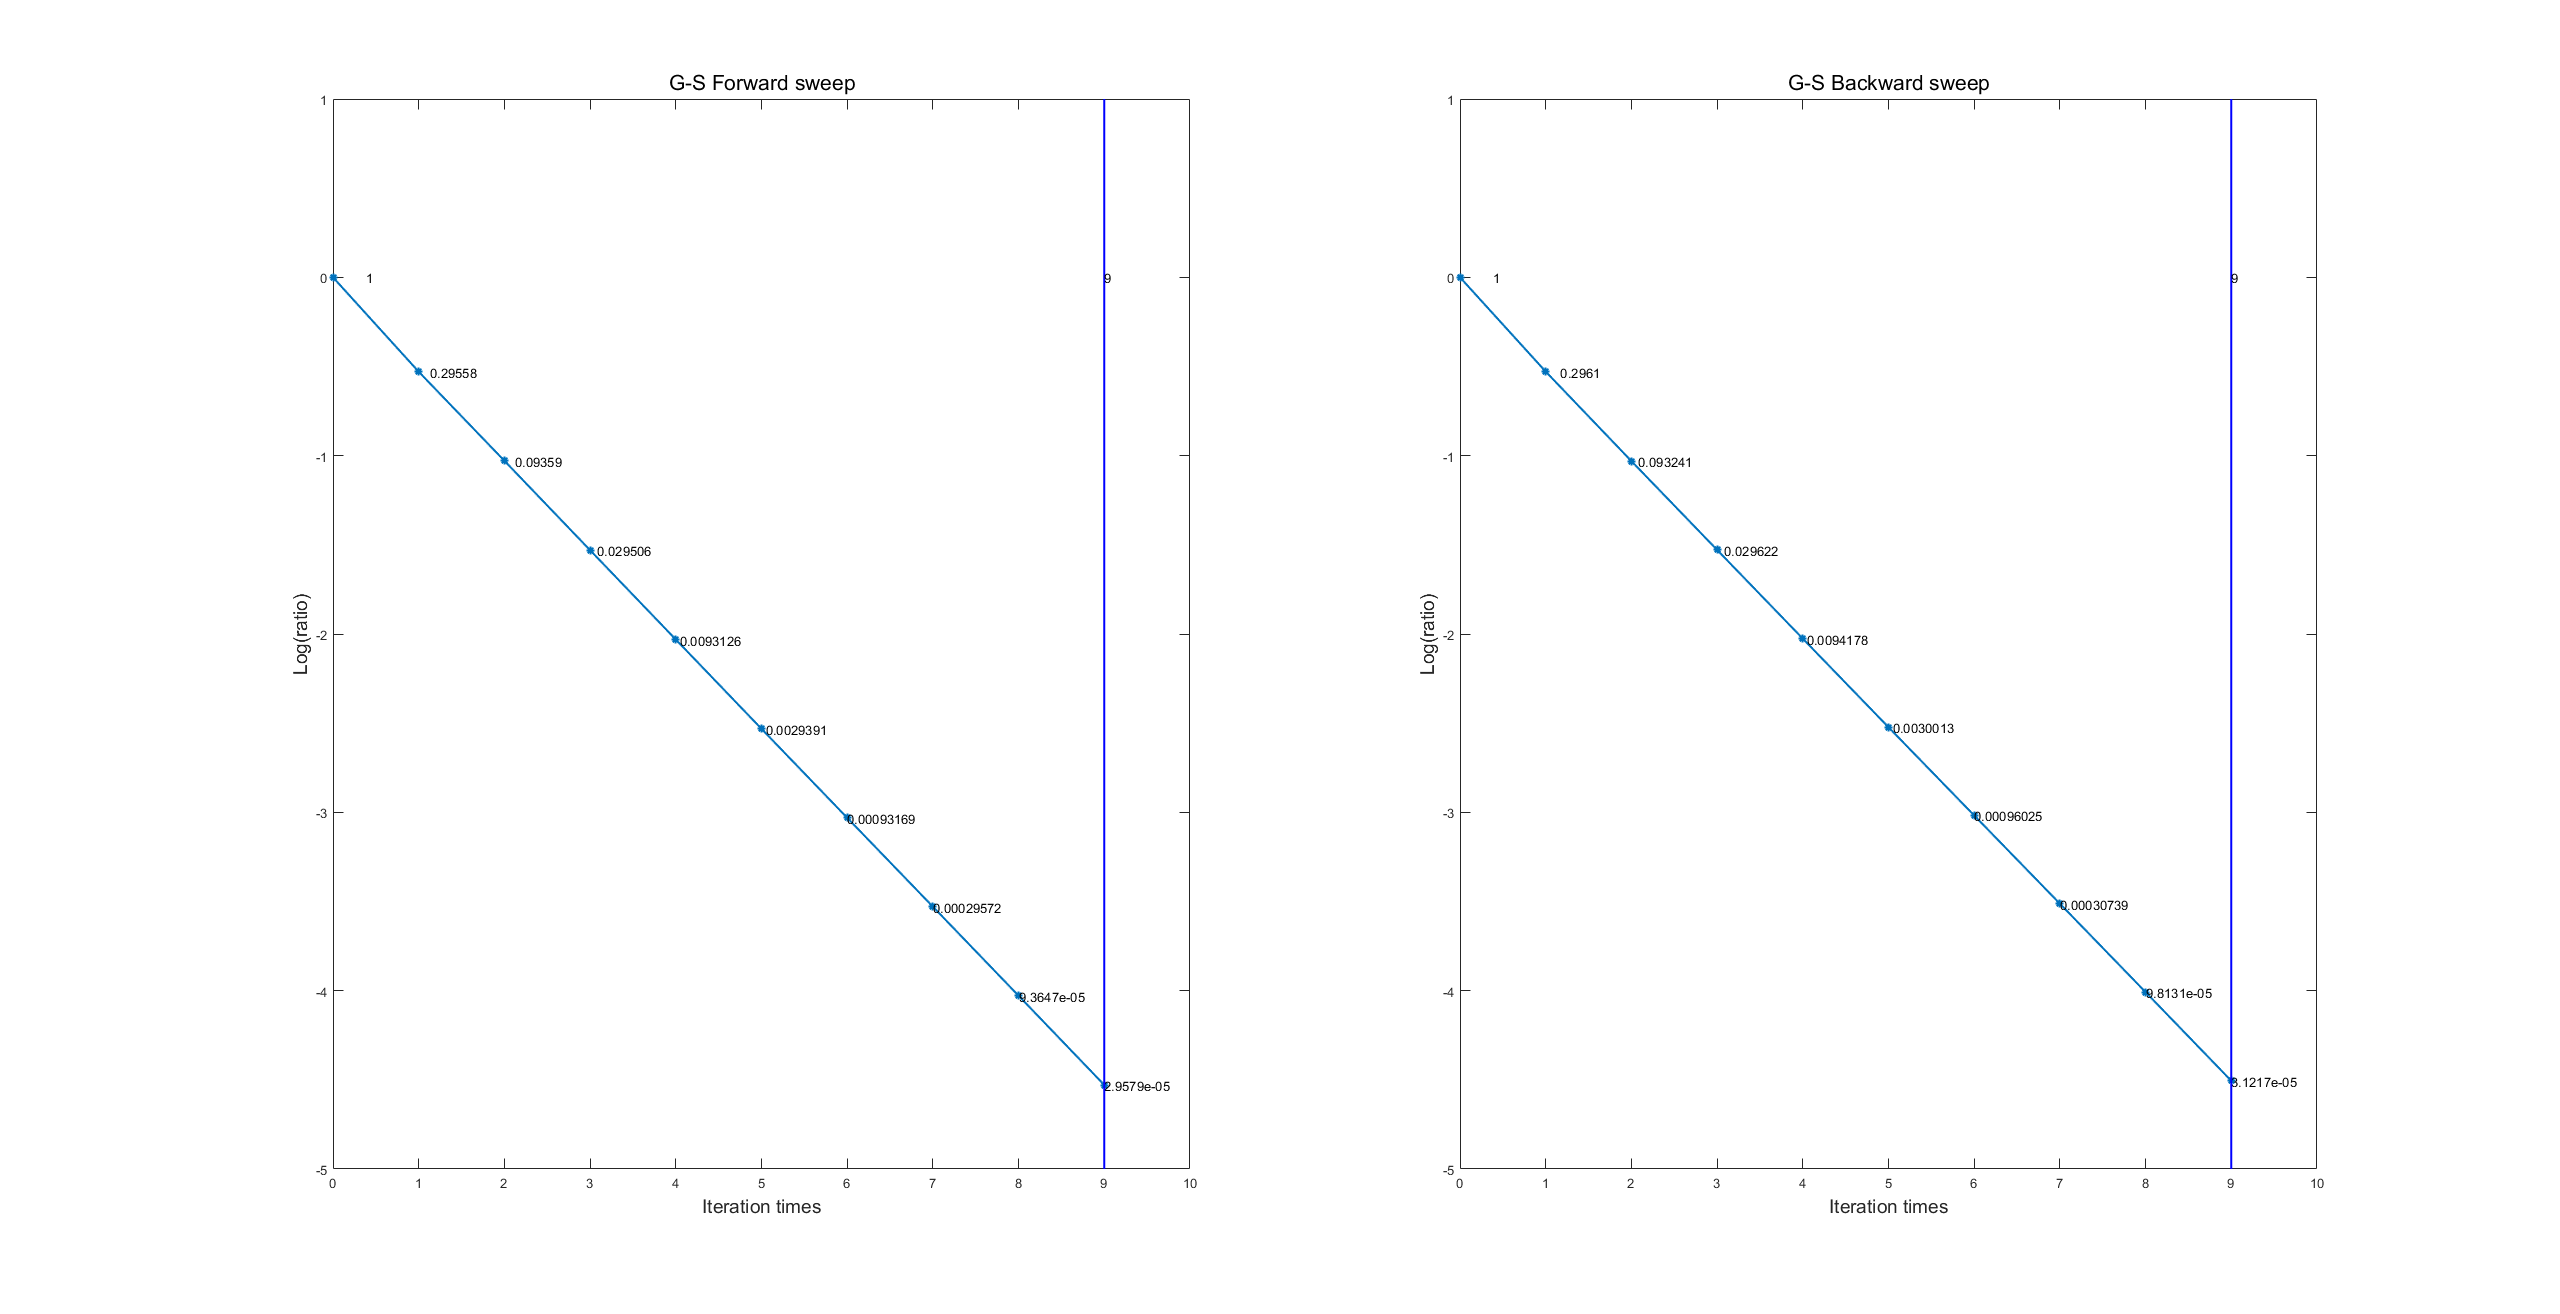 G-S Forward sweep
1
0
-1
-2
-3
-4
-5
Log(ratio)
1
9
0.29558
0.09359
0.029506
0.0093126
0.0029391
0.00093169
0.00029572
9.3647e-05
2.9579e-05
0 1 2 3 4 5 6 7 8 9 10
Iteration times
G-S Backward sweep
1
0
-1
-2
-3
-4
-5
Log(ratio)
1
9
0.2961
0.093241
0.029622
0.0094178
0.0030013
0.00096025
0.00030739
9.8131e-05
3.1217e-05
0 1 2 3 4 5 6 7 8 9 10
Iteration times